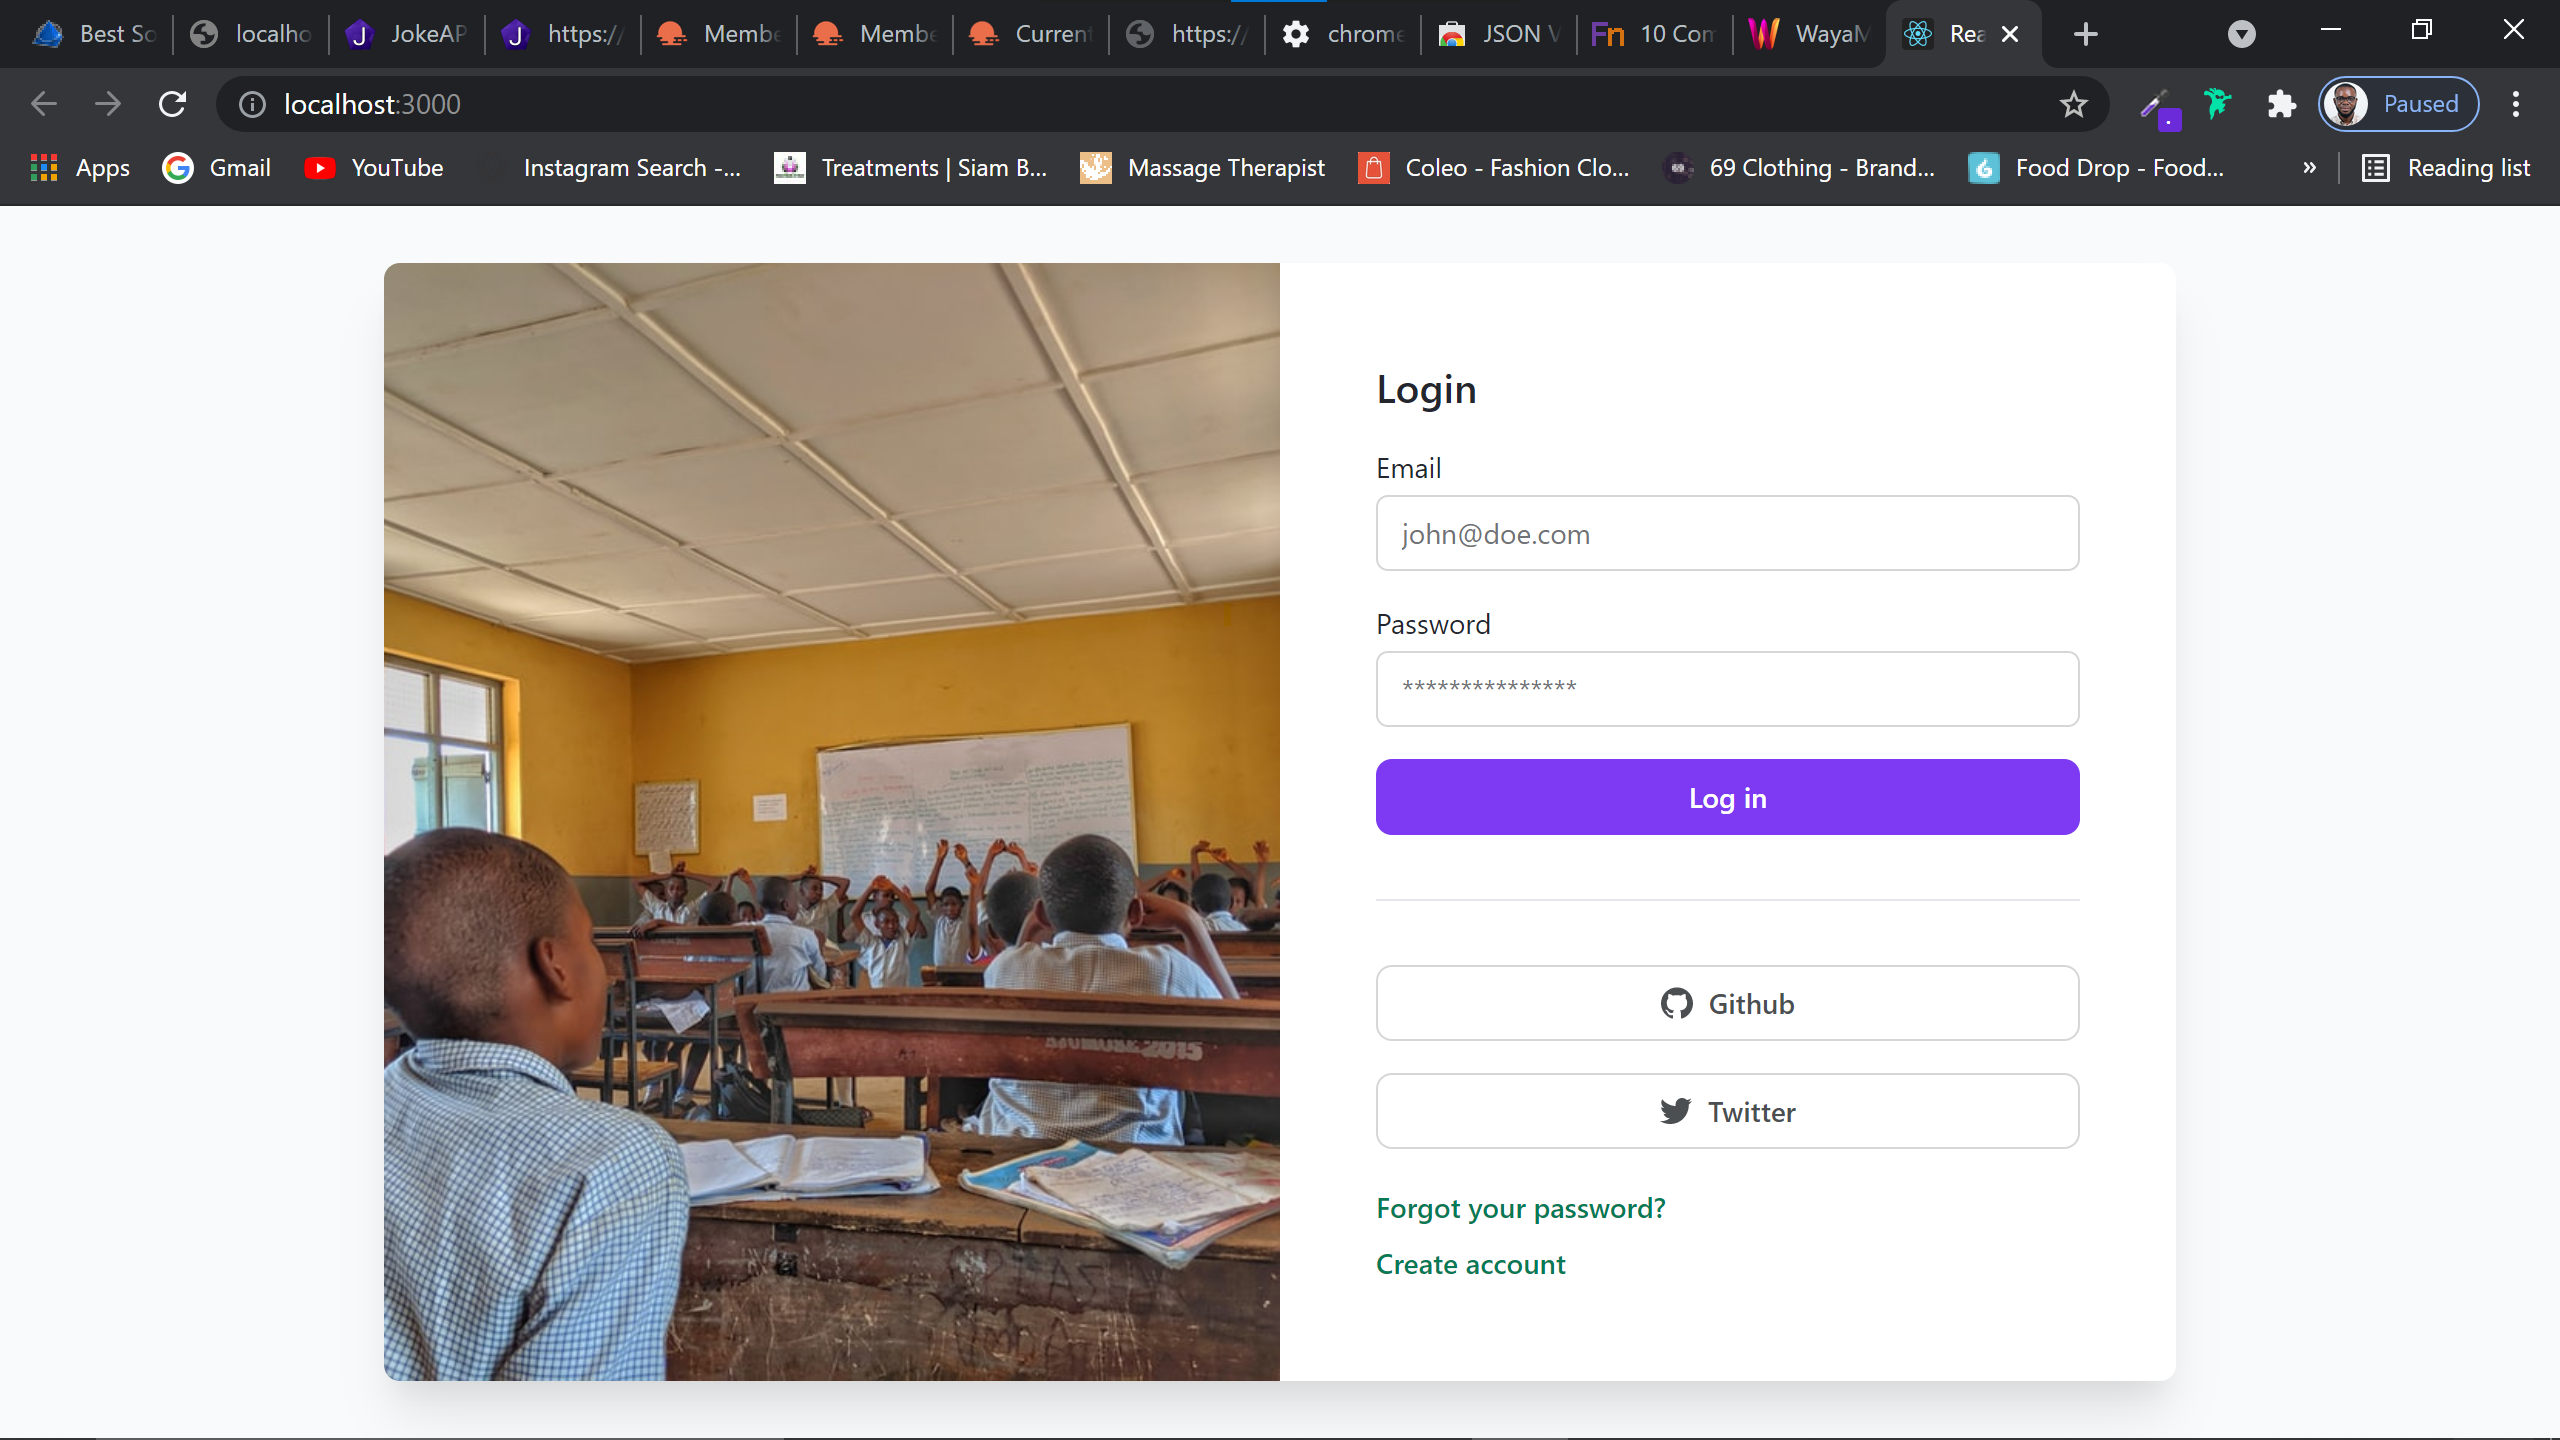 Best So
localho
JokeAP
https://
Membe
Membe
Current
https://
chrome
JSON V
10 Com
WayaM
Rea
localhost:3000
Paused
Apps
Gmail
YouTube
Instagram Search -...
Treatments | Siam B...
Massage Therapist
Coleo - Fashion Clo...
69 Clothing - Brand...
Food Drop - Food...
»
Reading list
Login
Email
john@doe.com
Password
***************
Log in
Github
Twitter
Forgot your password?
Create account